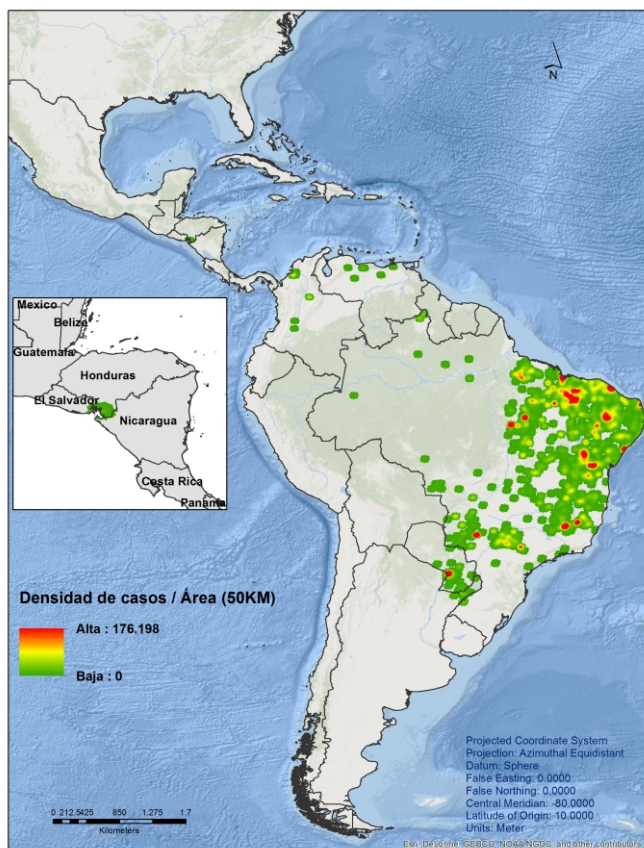 N
Mexico
Belize
Guatemala
Honduras
El Salvador
Nicaragua
Costa Rica
Panama
Densidad de casos / Área (50KM)
Alta : 176.198
Baja : 0
Projected Coordinate System
Projection: Azimuthal Equidistant
Datum: Sphere
False Easting: 0.0000
False Northing: 0.0000
Central Meridian: -80.0000
Latitude of Origin: 10.0000
Units: Meter
0 212.5425 850 1.275 1.7
Kilometers
Esri, DeLorme, GEBCO, NOAA NGDC, and other contributors